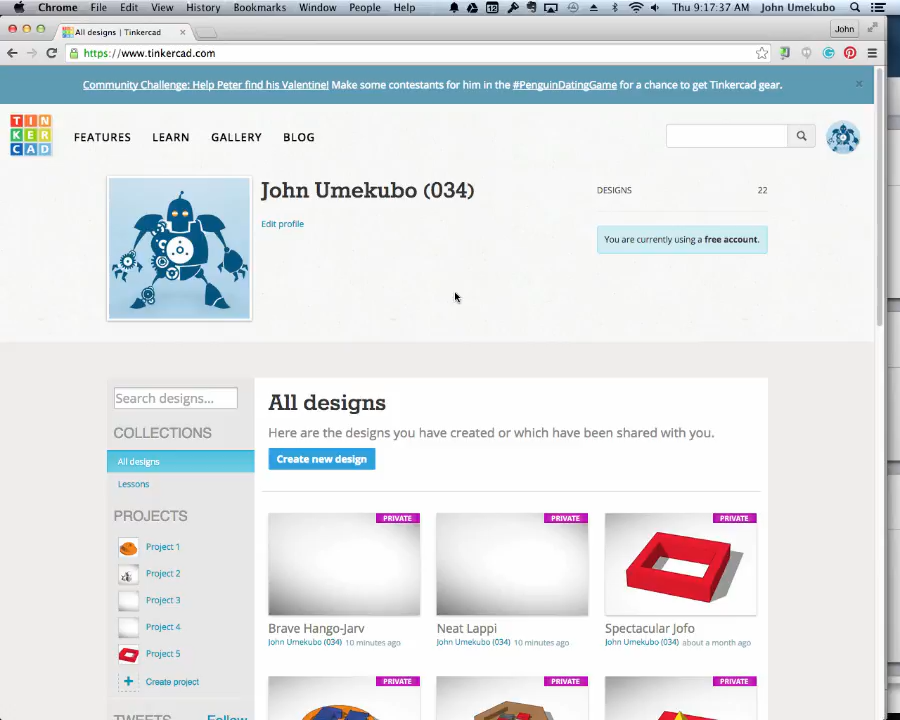 Chrome File Edit View History Bookmarks Window People Help 12 Thu 9:17:37 AM John Umekubo
All designs | Tinkercad
John
https://www.tinkercad.com
Community Challenge: Help Peter find his Valentine! Make some contestants for him in the #PenguinDatingGame for a chance to get Tinkercad gear.
TIN
KER
CAD
FEATURES LEARN GALLERY BLOG
John Umekubo (034)
Edit profile
DESIGNS 22
You are currently using a free account.
Search designs...
COLLECTIONS
All designs
Lessons
PROJECTS
Project 1
Project 2
Project 3
Project 4
Project 5
Create project
TWEETS Follow
All designs
Here are the designs you have created or which have been shared with you.
Create new design
PRIVATE PRIVATE PRIVATE
Brave Hango-Jarv Neat Lappi Spectacular Jofo
John Umekubo (034) 10 minutes ago John Umekubo (034) 10 minutes ago John Umekubo (034) about a month ago
PRIVATE PRIVATE PRIVATE